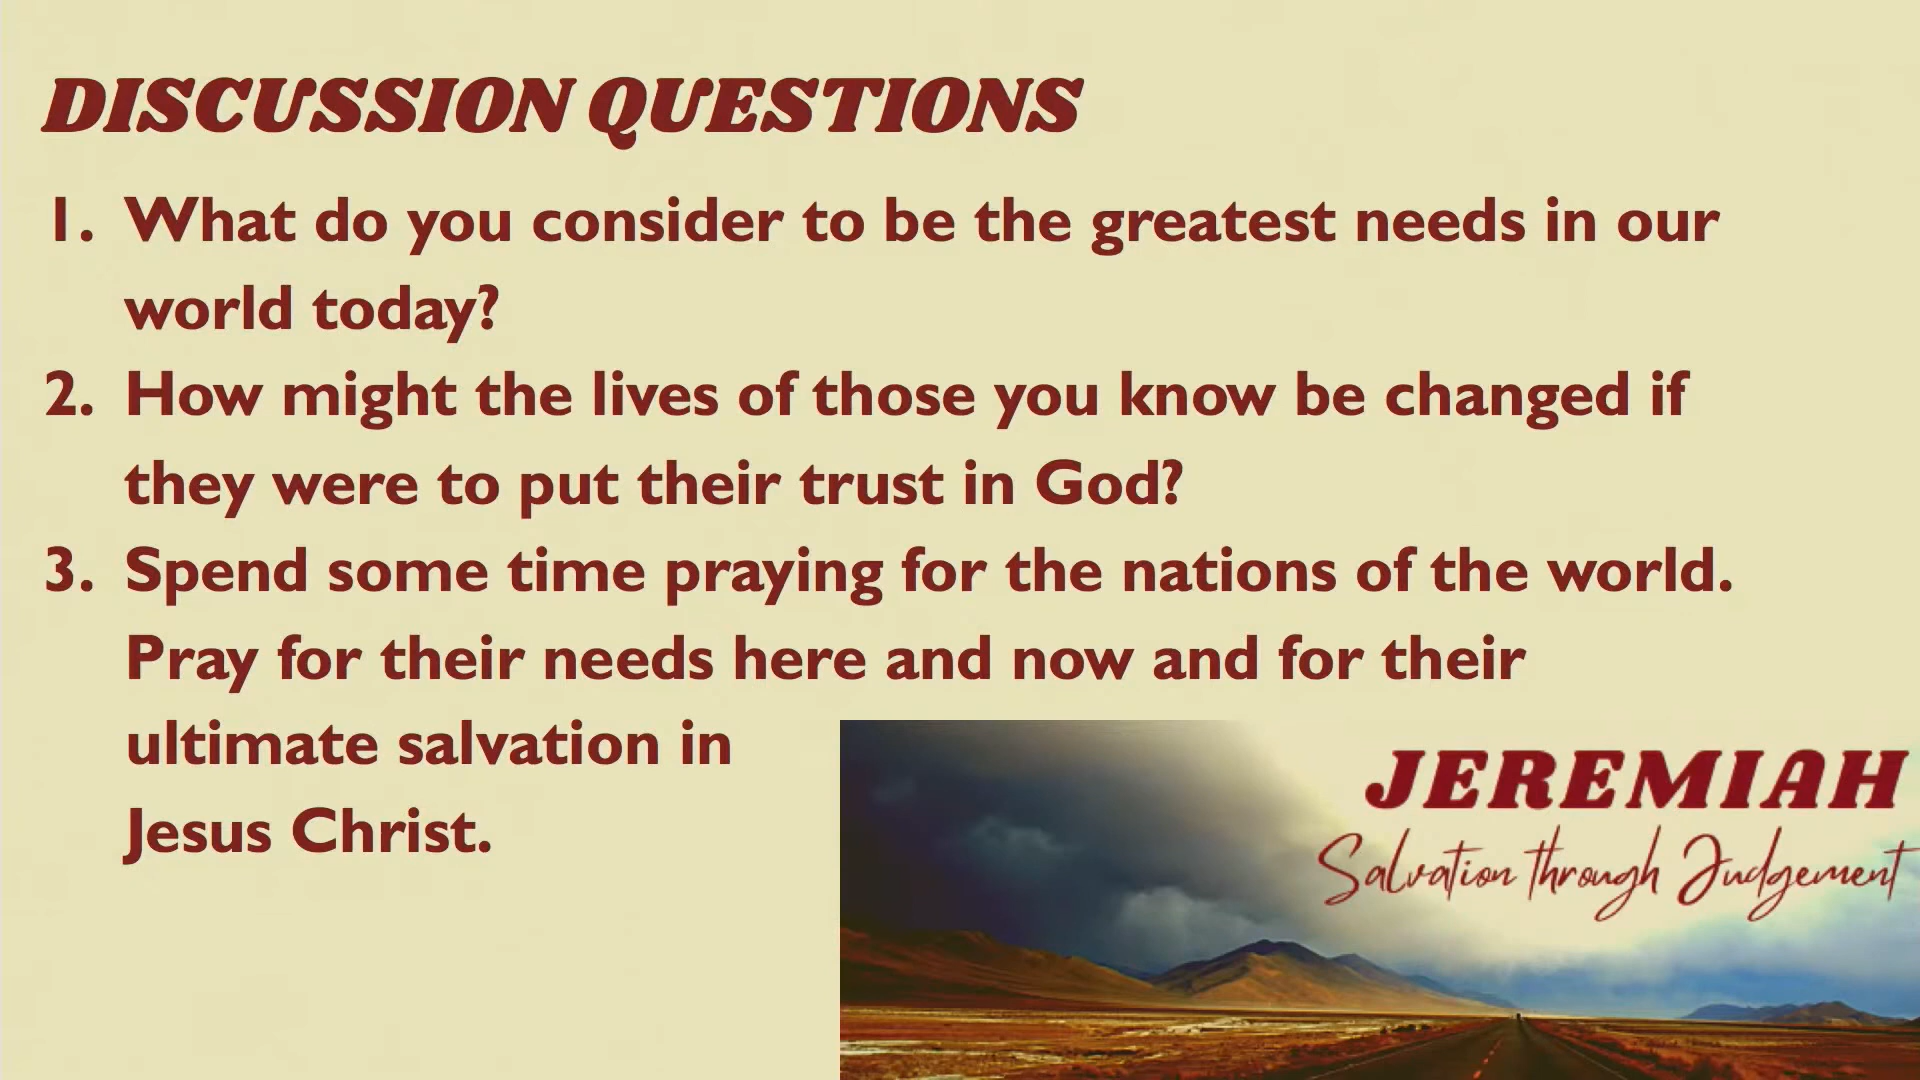 DISCUSSION QUESTIONS
1. What do you consider to be the greatest needs in our
world today?
2. How might the lives of those you know be changed if
they were to put their trust in God?
3. Spend some time praying for the nations of the world.
Pray for their needs here and now and for their
ultimate salvation in
Jesus Christ.
JEREMIAH
Salvation through Judgement